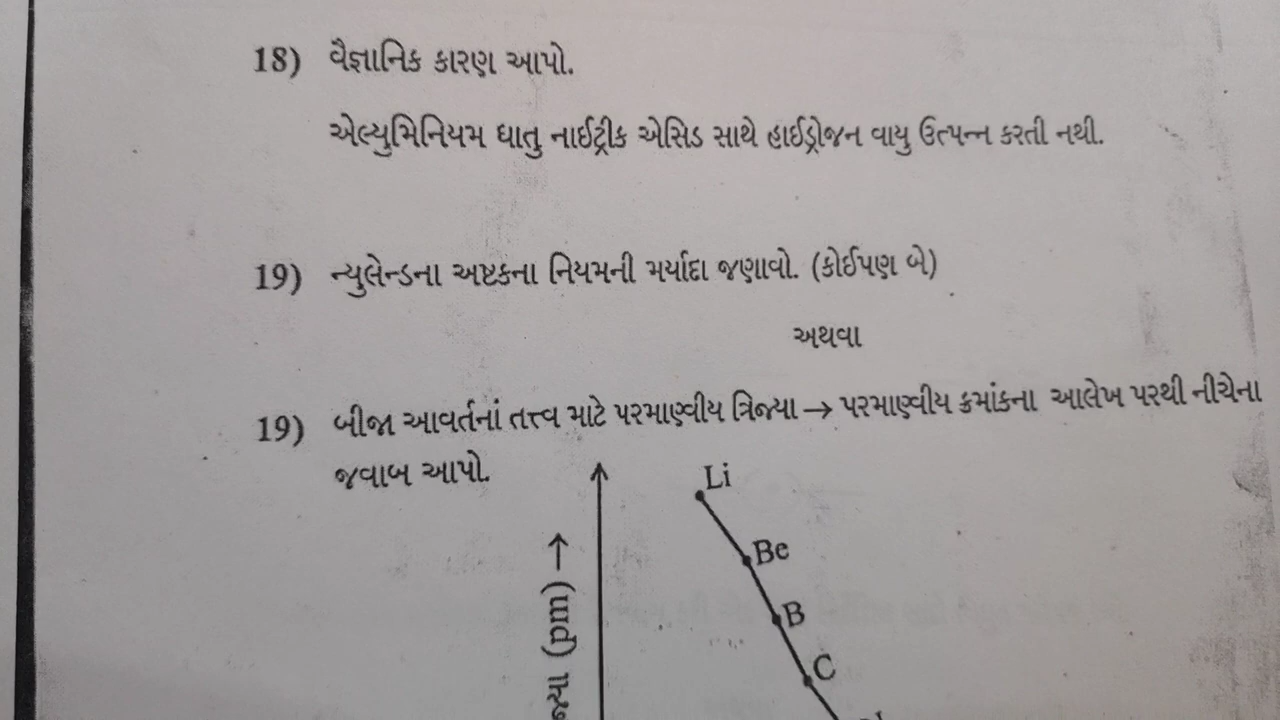 18) વૈજ્ઞાનિક કારણ આપો.
એલ્યુમિનિયમ ધાતુ નાઈટ્રીક એસિડ સાથે હાઈડ્રોજન વાયુ ઉત્પન્ન કરતી નથી.
19) ન્યુલેન્ડના અષ્ટકના નિયમની મર્યાદા જણાવો. (કોઈપણ બે)
અથવા
19) બીજા આવર્તનાં તત્ત્વ માટે પરમાણ્વીય ત્રિજ્યા → પરમાણ્વીય ક્રમાંકના આલેખ પરથી નીચેના
જવાબ આપો.
Li
Be
B
C
(pm) →